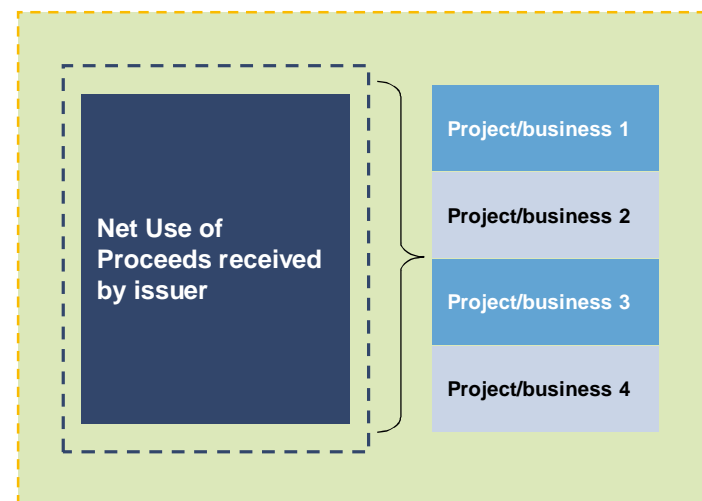 Net Use of
Proceeds received
by issuer
Project/business 1
Project/business 2
Project/business 3
Project/business 4